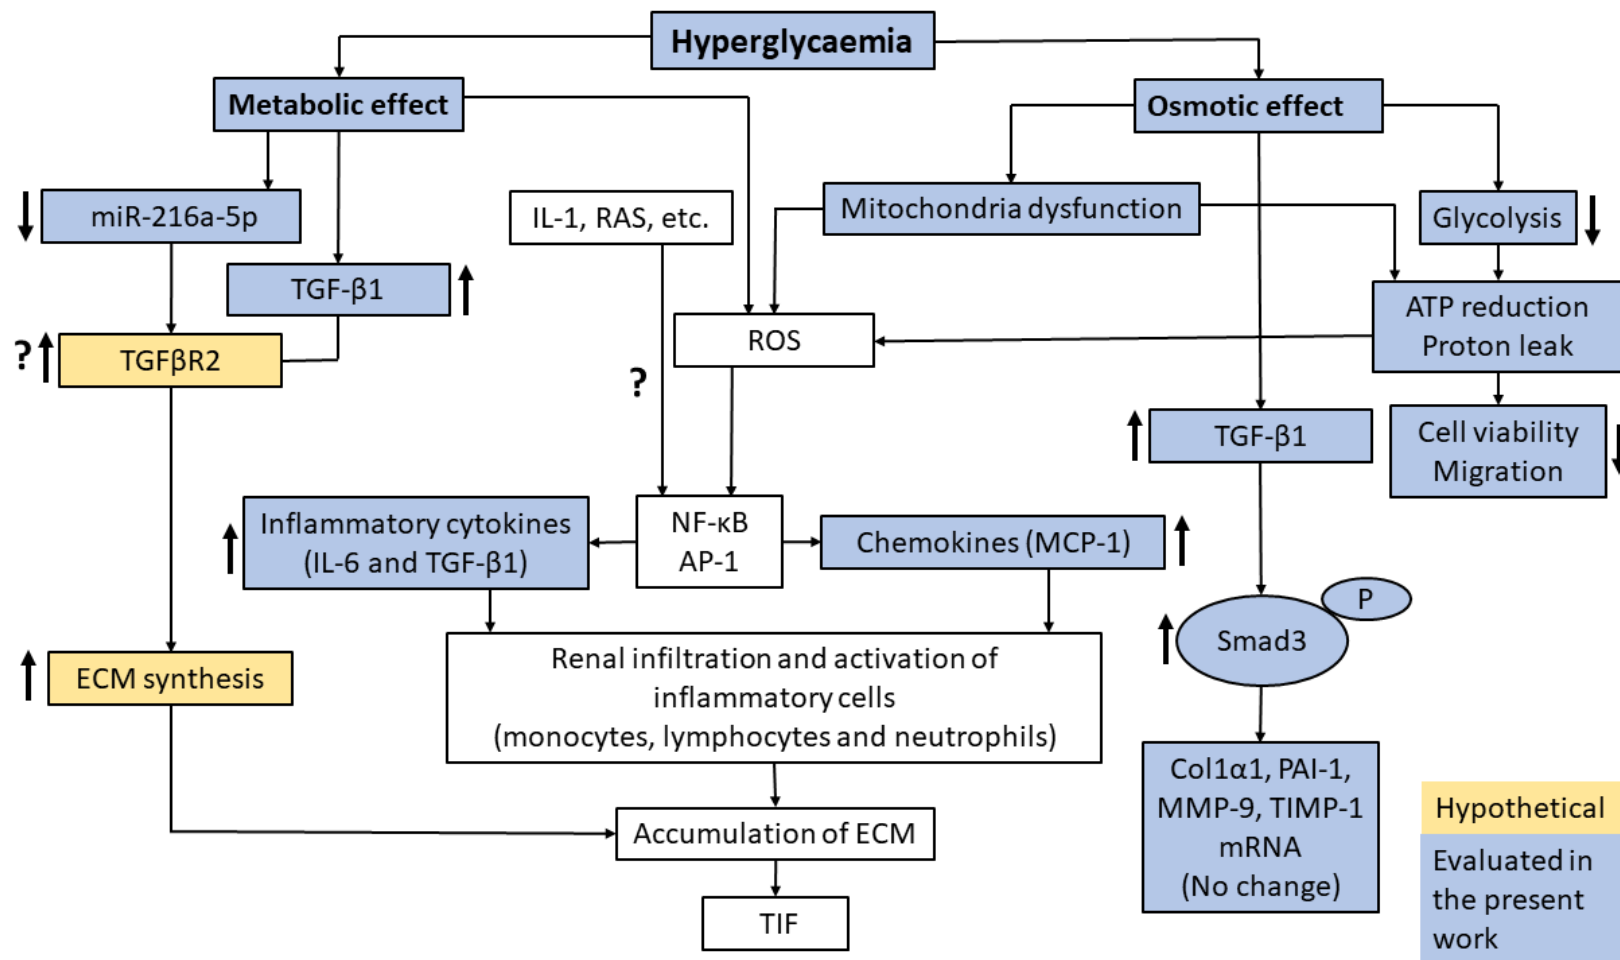 Hyperglycaemia
Metabolic effect
Osmotic effect
miR-216a-5p
IL-1, RAS, etc.
Mitochondria dysfunction
Glycolysis
TGF-β1
ATP reduction
Proton leak
ROS
?
TGFβR2
?
TGF-β1
Cell viability
Migration
Inflammatory cytokines
(IL-6 and TGF-β1)
NF-κB
AP-1
Chemokines (MCP-1)
P
Smad3
ECM synthesis
Renal infiltration and activation of
inflammatory cells
(monocytes, lymphocytes and neutrophils)
Col1α1, PAI-1,
MMP-9, TIMP-1
mRNA
(No change)
Accumulation of ECM
TIF
Hypothetical
Evaluated in
the present
work